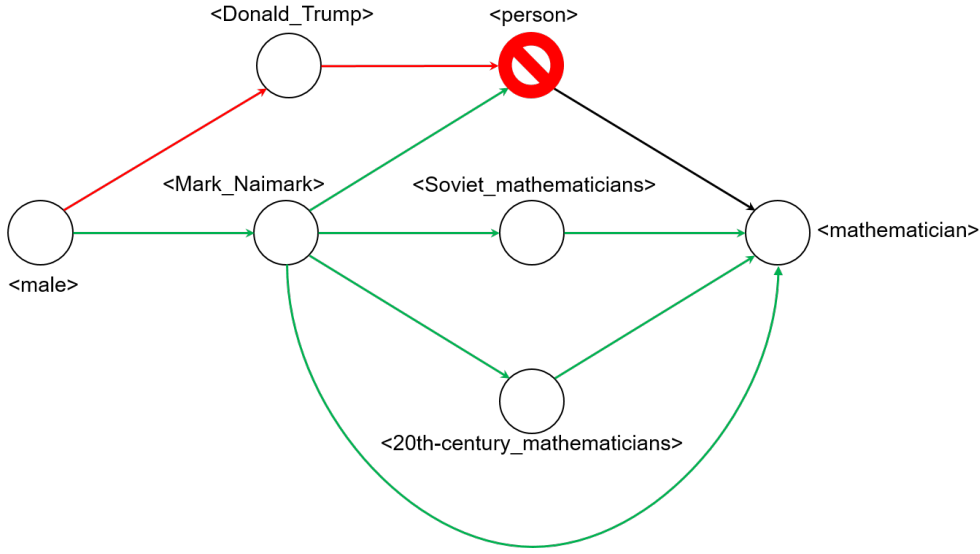 <Donald_Trump>
<person>
<Mark_Naimark>
<Soviet_mathematicians>
<mathematician>
<male>
<20th-century_mathematicians>